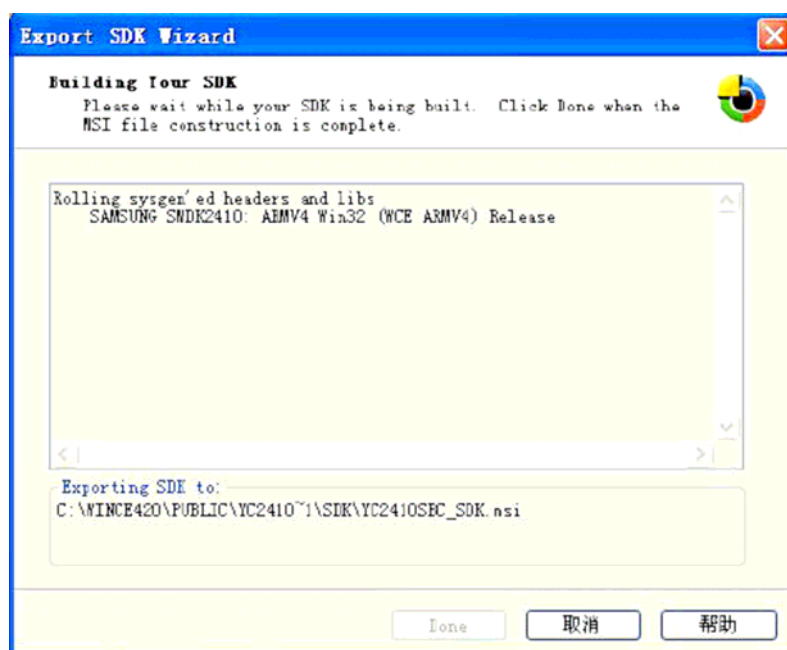 Export SDK Wizard
Building Your SDK
Please wait while your SDK is being built. Click Done when the
MSI file construction is complete.
Rolling sysgen'ed headers and libs
SAMSUNG SMDK2410: ARMV4 Win32 (WCE ARMV4) Release
Exporting SDK to:
C:\WINCE420\PUBLIC\YC2410~1\SDK\YC2410SBC_SDK.msi
Done
取消
帮助